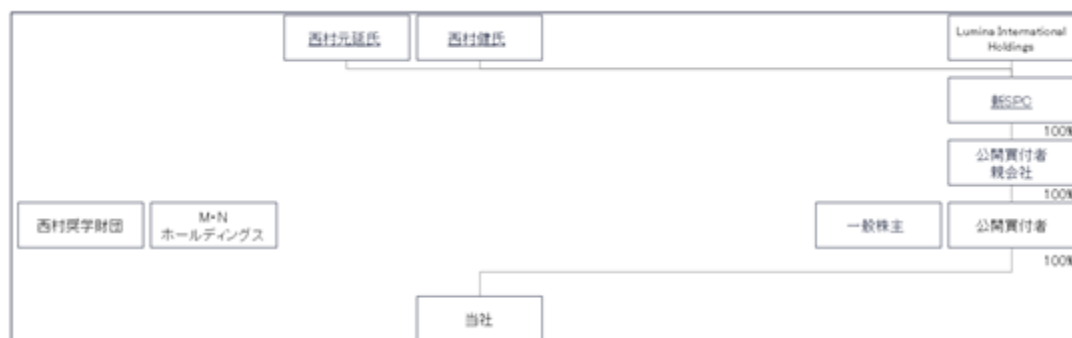 西村元延氏
西村健氏
Lumina International
Holdings
新SPC
100%
公開買付者
親会社
100%
西村奨学財団
M・N
ホールディングス
一般株主
公開買付者
100%
当社